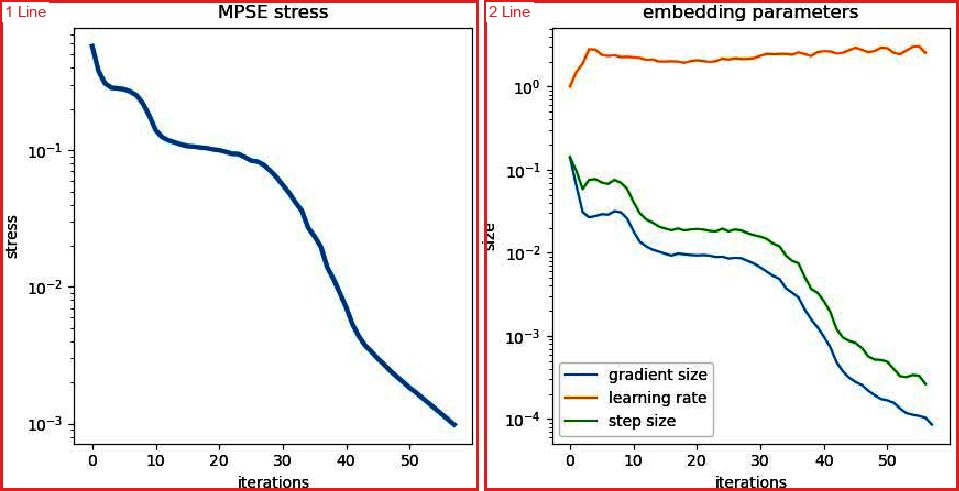 1 Line
MPSE stress
10⁻¹
10⁻²
10⁻³
stress
0 10 20 30 40 50
iterations
2 Line
embedding parameters
10⁰
10⁻¹
10⁻²
10⁻³
10⁻⁴
size
gradient size
learning rate
step size
0 10 20 30 40 50
iterations